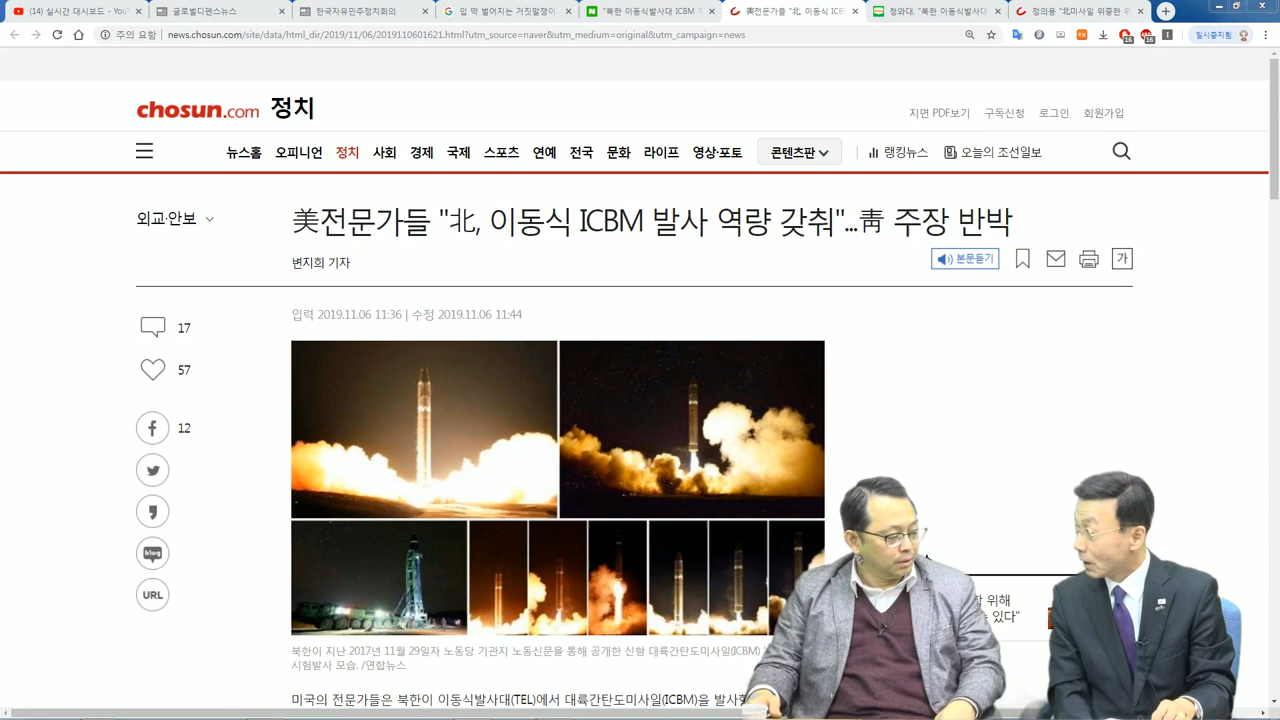 (14) 실시간 대시보드 - You
글로벌디펜스뉴스
한국자유민주정치회의
입 딱 벌어지는 거짓말쟁이
"북한 이동식발사대 ICBM
美전문가들 "北, 이동식 ICB
청와대, "북한 이동식발사대
정의용 "北미사일 위중한 위
주의 요함 | news.chosun.com/site/data/html_dir/2019/11/06/2019110601621.html?utm_source=naver&utm_medium=original&utm_campaign=news
일시중지됨
chosun.com 정치
지면 PDF보기 구독신청 로그인 회원가입
뉴스홈 오피니언 정치 사회 경제 국제 스포츠 연예 전국 문화 라이프 영상·포토 콘텐츠판 랭킹뉴스 오늘의 조선일보
외교·안보
美전문가들 "北, 이동식 ICBM 발사 역량 갖춰"...靑 주장 반박
변지희 기자
본문듣기
가
입력 2019.11.06 11:36 | 수정 2019.11.06 11:44
17
57
12
blog
URL
위해
있다"
북한이 지난 2017년 11월 29일자 노동당 기관지 노동신문을 통해 공개한 신형 대륙간탄도미사일(ICBM)
시험발사 모습. /연합뉴스
미국의 전문가들은 북한이 이동식발사대(TEL)에서 대륙간탄도미사일(ICBM)을 발사할